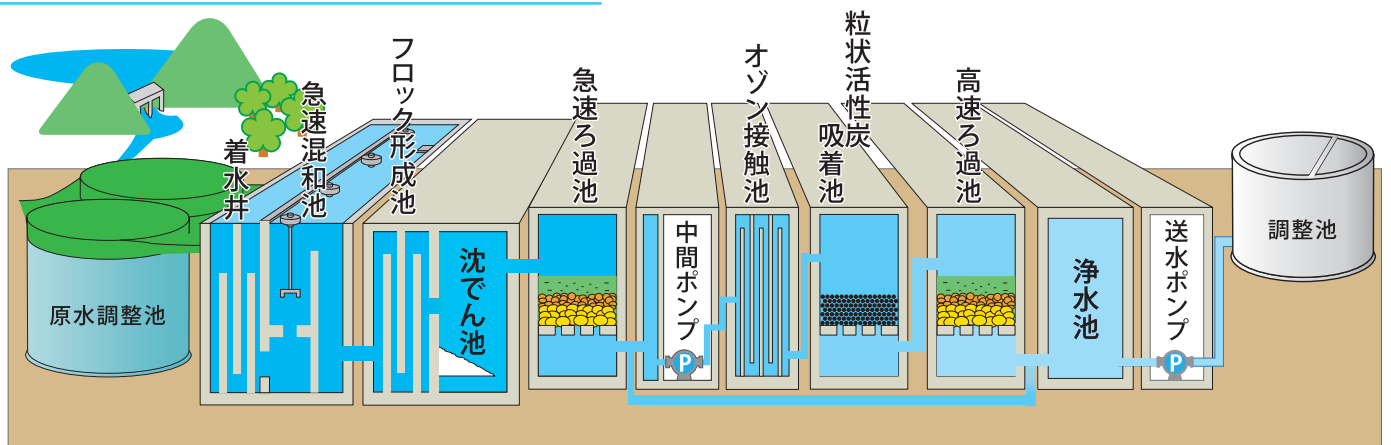 原水調整池
着水井
急速混和池
フロック形成池
沈でん池
急速ろ過池
中間ポンプ
P
オゾン接触池
粒状活性炭
吸着池
高速ろ過池
浄水池
送水ポンプ
P
調整池